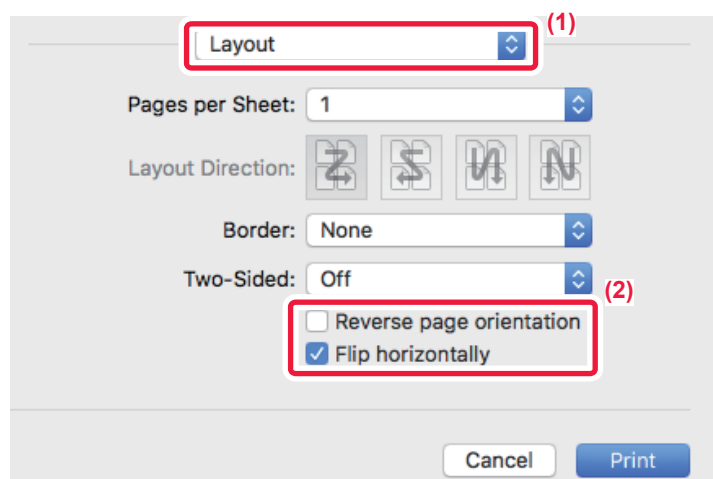 (1)
Layout
Pages per Sheet: 1
Layout Direction:
Border: None
Two-Sided: Off
(2)
Reverse page orientation
Flip horizontally
Cancel Print